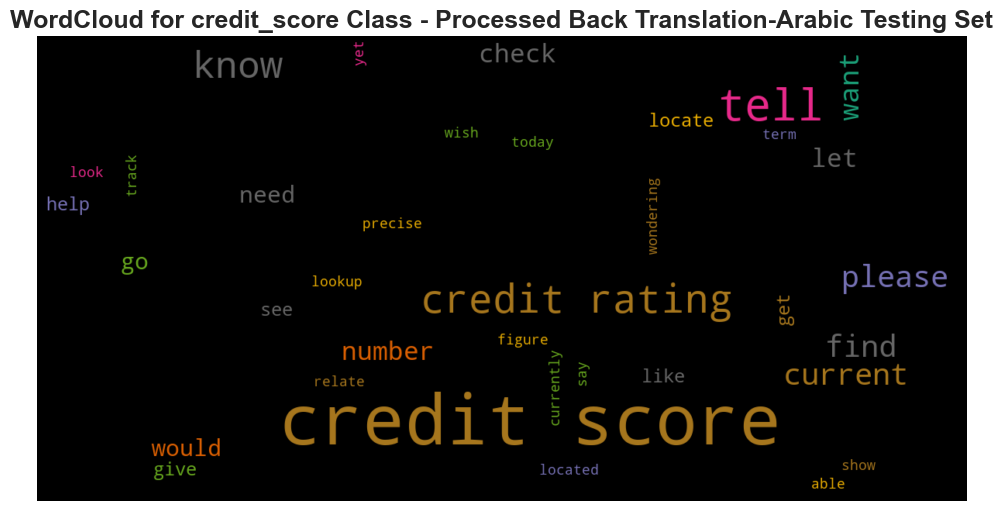 WordCloud for credit_score Class - Processed Back Translation-Arabic Testing Set
know
yet
check
want
tell
locate
wish
today
term
let
look
track
help
need
precise
wondering
go
lookup
see
credit rating
please
get
number
figure
find
relate
currently
say
like
current
credit score
would
give
located
show
able